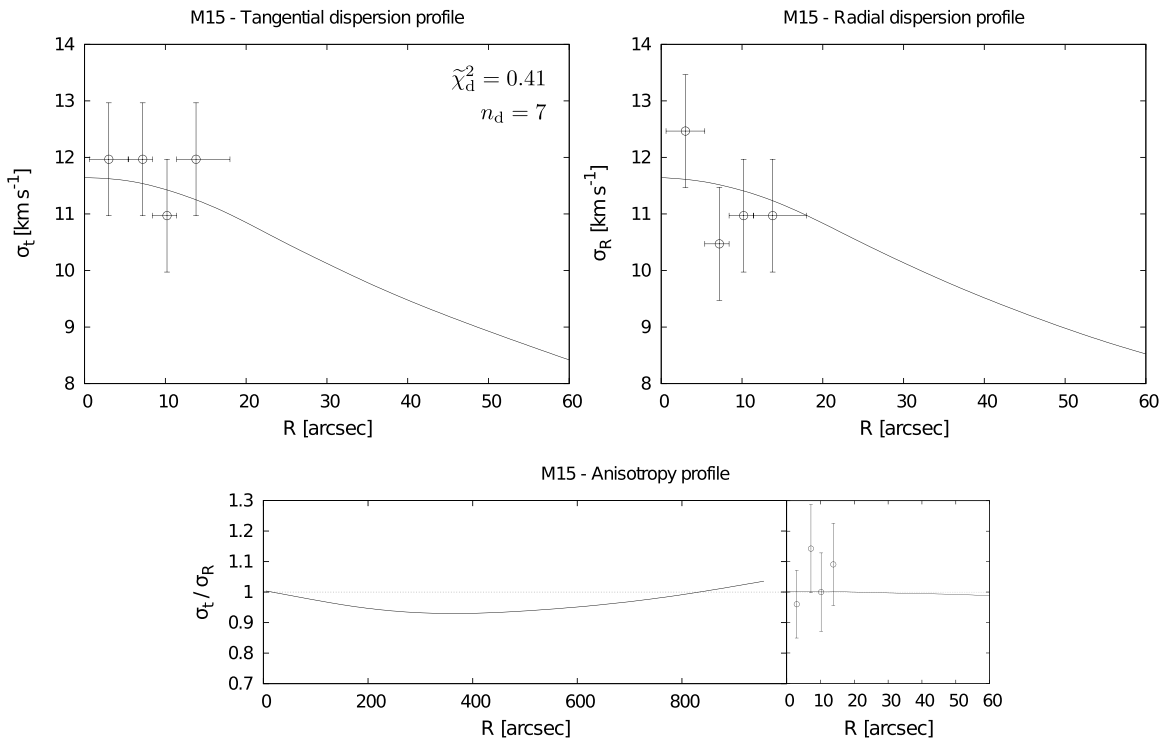 M15 - Tangential dispersion profile
14
13
12
11
10
9
8
σt [km s-1]
χ̃²d = 0.41
nd = 7
0 10 20 30 40 50 60
R [arcsec]
M15 - Radial dispersion profile
14
13
12
11
10
9
8
σR [km s-1]
0 10 20 30 40 50 60
R [arcsec]
M15 - Anisotropy profile
1.3
1.2
1.1
1
0.9
0.8
0.7
σt / σR
0 200 400 600 800
R [arcsec]
0 10 20 30 40 50 60
R [arcsec]